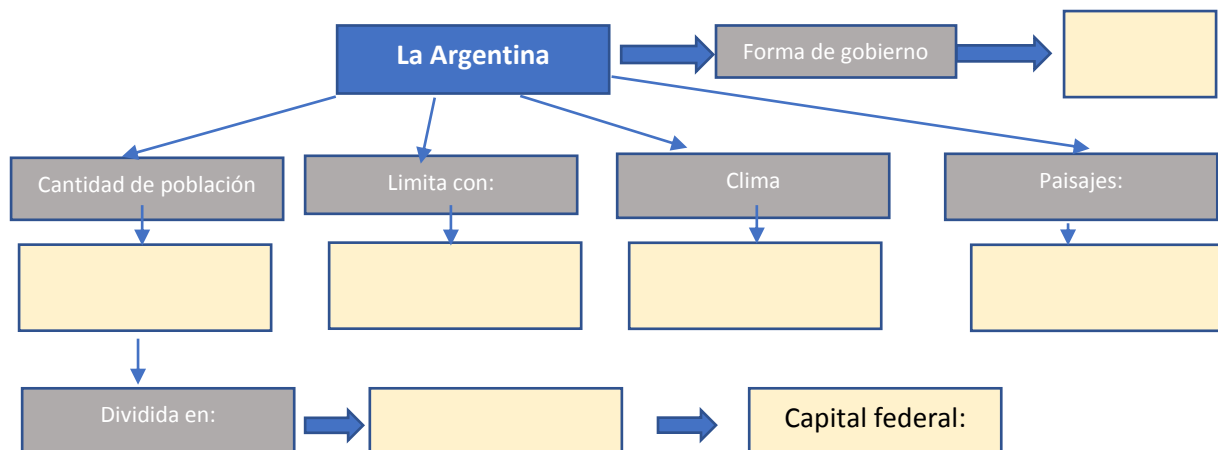 La Argentina
Forma de gobierno
Cantidad de población
Limita con:
Clima
Paisajes:
Dividida en:
Capital federal: